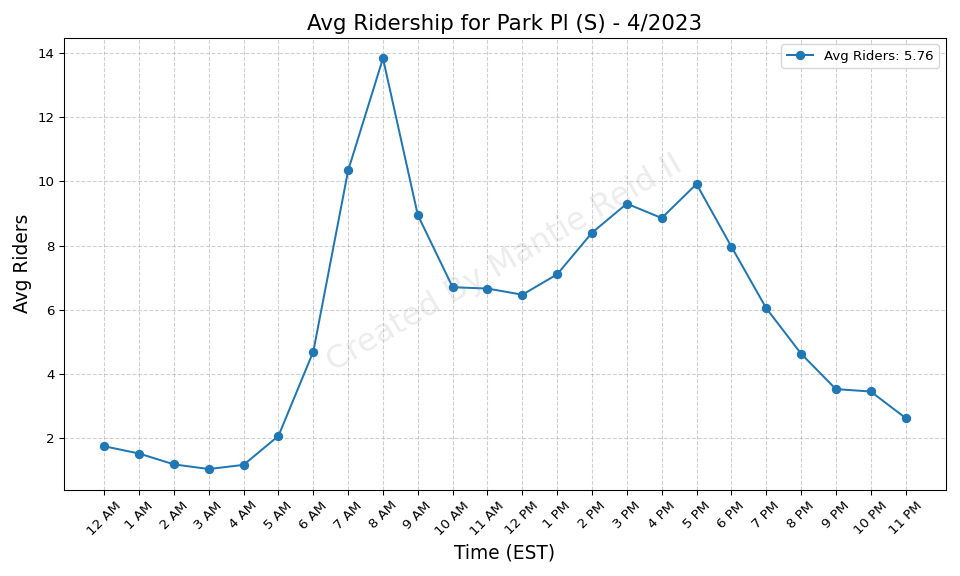 Avg Ridership for Park Pl (S) - 4/2023
Avg Riders: 5.76
14
12
10
8
6
4
2
Avg Riders
Created By Mantie Reid II
12 AM
1 AM
2 AM
3 AM
4 AM
5 AM
6 AM
7 AM
8 AM
9 AM
10 AM
11 AM
12 PM
1 PM
2 PM
3 PM
4 PM
5 PM
6 PM
7 PM
8 PM
9 PM
10 PM
11 PM
Time (EST)